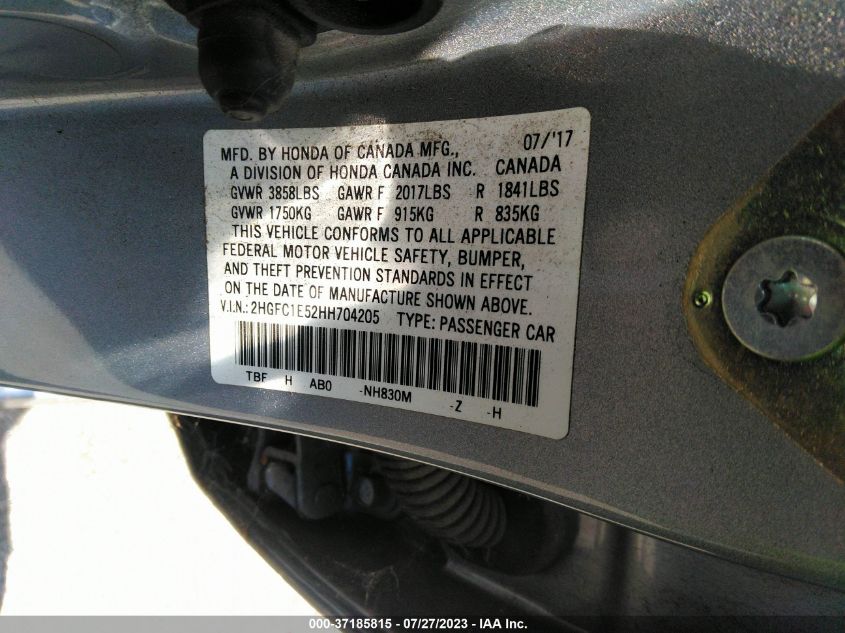 07/'17
MFD. BY HONDA OF CANADA MFG.,
A DIVISION OF HONDA CANADA INC. CANADA
GVWR 3858LBS GAWR F 2017LBS R 1841LBS
GVWR 1750KG GAWR F 915KG R 835KG
THIS VEHICLE CONFORMS TO ALL APPLICABLE
FEDERAL MOTOR VEHICLE SAFETY, BUMPER,
AND THEFT PREVENTION STANDARDS IN EFFECT
ON THE DATE OF MANUFACTURE SHOWN ABOVE.
V.I.N.:2HGFC1E52HH704205 TYPE: PASSENGER CAR
TBF H AB0 -NH830M -Z -H
000-37185815 - 07/27/2023 - IAA Inc.